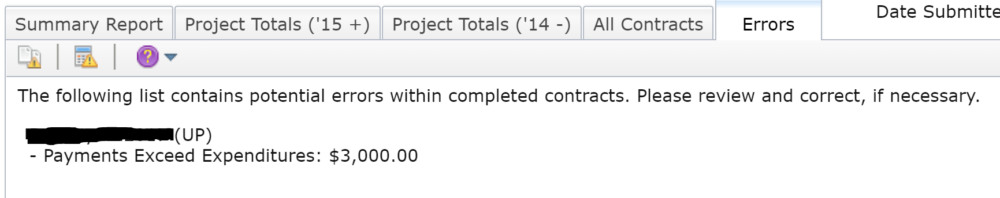 Summary Report
Project Totals ('15 +)
Project Totals ('14 -)
All Contracts
Errors
Date Submitte
The following list contains potential errors within completed contracts. Please review and correct, if necessary.
(UP)
- Payments Exceed Expenditures: $3,000.00